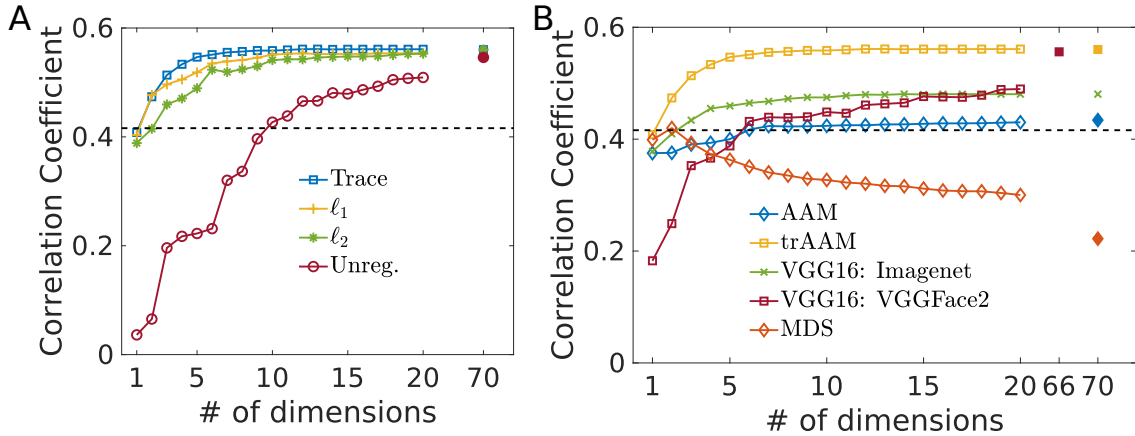 A
Correlation Coefficient
0.6
0.4
0.2
0
Trace
ℓ1
ℓ2
Unreg.
1 5 10 15 20 70
# of dimensions
B
Correlation Coefficient
0.6
0.4
0.2
0
AAM
trAAM
VGG16: Imagenet
VGG16: VGGFace2
MDS
1 5 10 15 20 66 70
# of dimensions